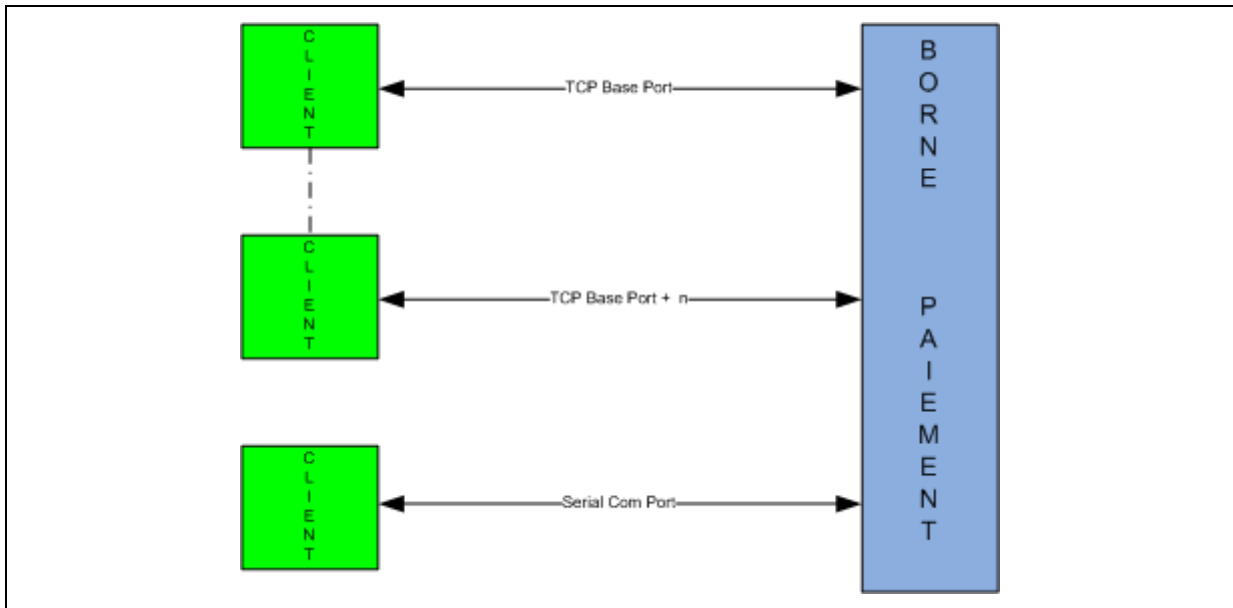 CLIENT
TCP Base Port
BORNE PAIEMENT
CLIENT
TCP Base Port + n
CLIENT
Serial Com Port